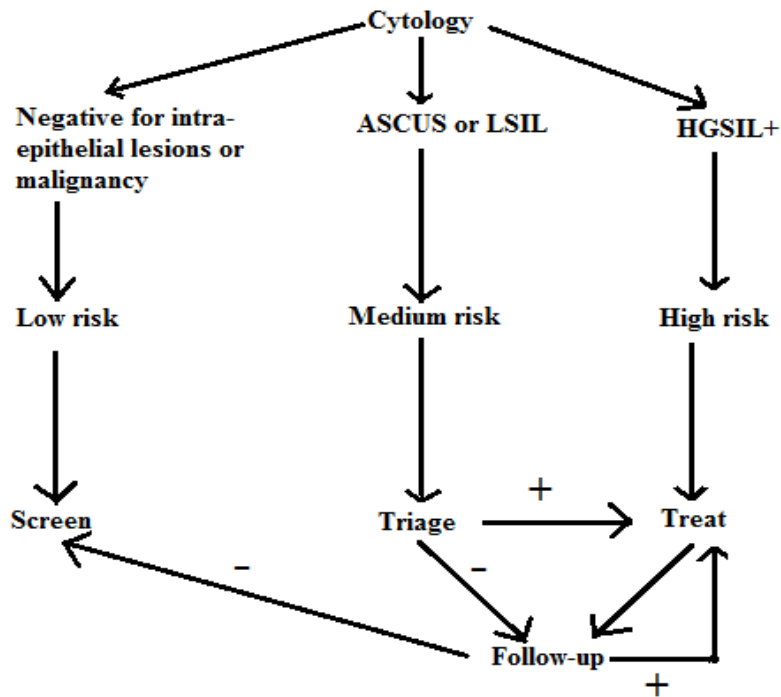 Cytology
Negative for intra-
epithelial lesions or
malignancy
ASCUS or LSIL
HGSIL+
Low risk
Medium risk
High risk
Screen
Triage
+
Treat
-
-
Follow-up
+